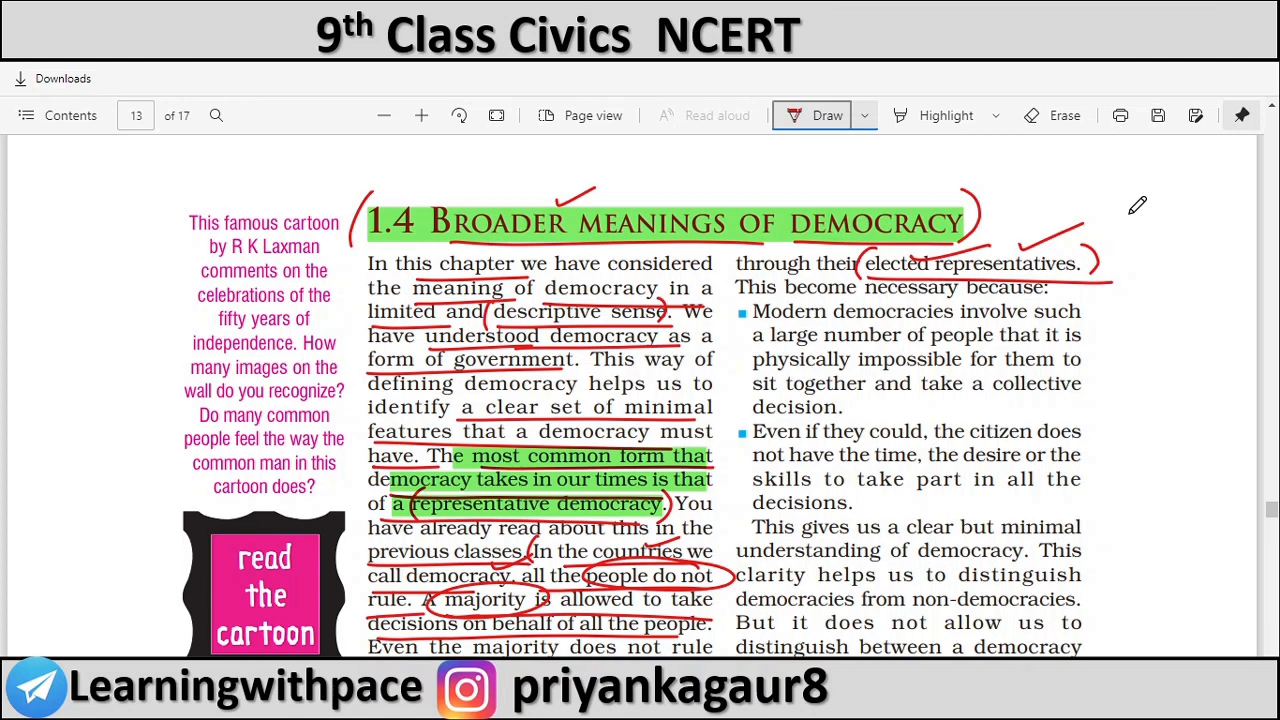 9th Class Civics NCERT
Downloads
Contents 13 of 17 Page view Read aloud Draw Highlight Erase
This famous cartoon
by R K Laxman
comments on the
celebrations of the
fifty years of
independence. How
many images on the
wall do you recognize?
Do many common
people feel the way the
common man in this
cartoon does?
read
the
cartoon
1.4 BROADER MEANINGS OF DEMOCRACY
In this chapter we have considered
the meaning of democracy in a
limited and descriptive sense. We
have understood democracy as a
form of government. This way of
defining democracy helps us to
identify a clear set of minimal
features that a democracy must
have. The most common form that
democracy takes in our times is that
of a representative democracy. You
have already read about this in the
previous classes. In the countries we
call democracy, all the people do not
rule. A majority is allowed to take
decisions on behalf of all the people.
Even the majority does not rule
through their elected representatives.
This become necessary because:
Modern democracies involve such
a large number of people that it is
physically impossible for them to
sit together and take a collective
decision.
Even if they could, the citizen does
not have the time, the desire or the
skills to take part in all the
decisions.
This gives us a clear but minimal
understanding of democracy. This
clarity helps us to distinguish
democracies from non-democracies.
But it does not allow us to
distinguish between a democracy
Learningwithpace priyankagaur8